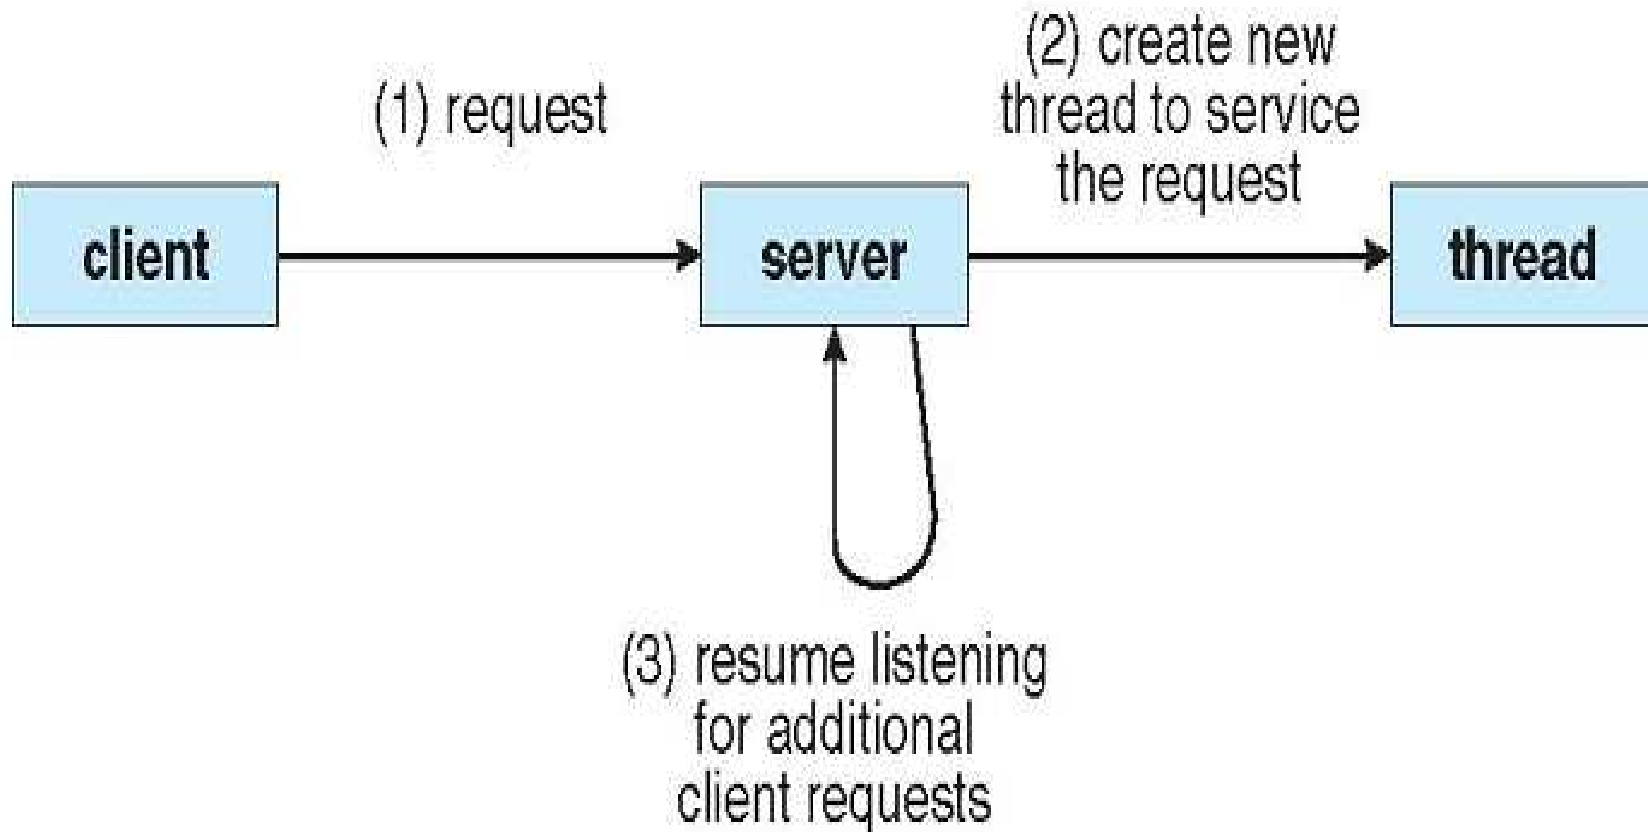 (1) request
(2) create new
thread to service
the request
client
server
thread
(3) resume listening
for additional
client requests